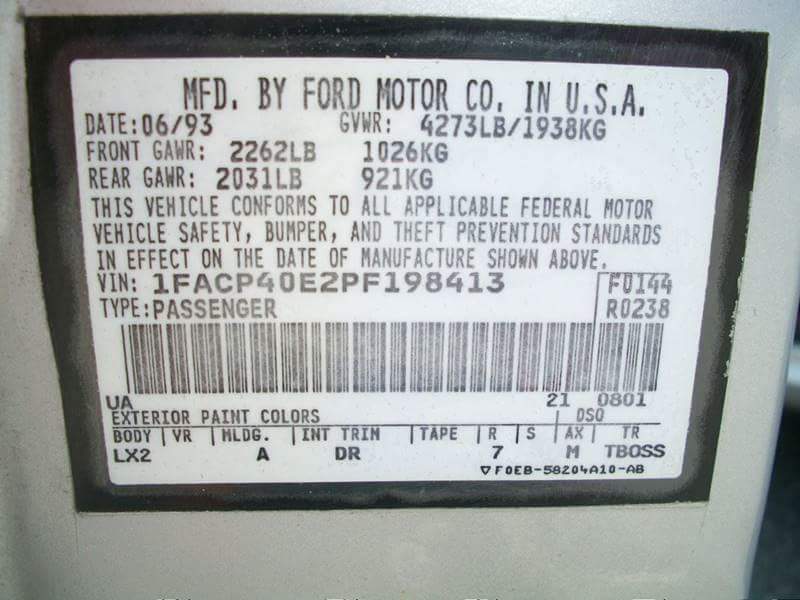 MFD. BY FORD MOTOR CO. IN U.S.A.
DATE: 06/93 GVWR: 4273LB/1938KG
FRONT GAWR: 2262LB 1026KG
REAR GAWR: 2031LB 921KG
THIS VEHICLE CONFORMS TO ALL APPLICABLE FEDERAL MOTOR
VEHICLE SAFETY, BUMPER, AND THEFT PREVENTION STANDARDS
IN EFFECT ON THE DATE OF MANUFACTURE SHOWN ABOVE.
VIN: 1FACP40E2PF198413 F0144
TYPE: PASSENGER R0238
UA 21 0801
EXTERIOR PAINT COLORS DSO
BODY | VR | MLDG. | INT TRIM | TAPE | R | S | AX | TR
LX2 A DR 7 M TBOSS
▽F0EB-58204A10-AB